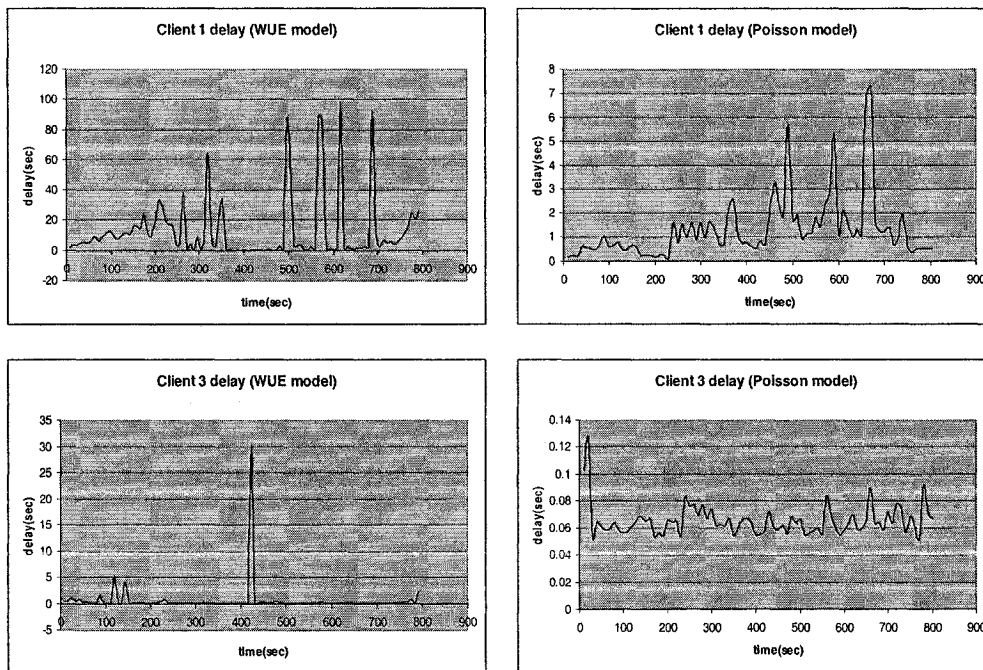 Client 1 delay (WUE model)
delay(sec)
120
100
80
60
40
20
0
-20
0 100 200 300 400 500 600 700 800 900
time(sec)
Client 1 delay (Poisson model)
delay(sec)
8
7
6
5
4
3
2
1
0
0 100 200 300 400 500 600 700 800 900
time(sec)
Client 3 delay (WUE model)
delay(sec)
35
30
25
20
15
10
5
0
-5
0 100 200 300 400 500 600 700 800 900
time(sec)
Client 3 delay (Poisson model)
delay(sec)
0.14
0.12
0.1
0.08
0.06
0.04
0.02
0
0 100 200 300 400 500 600 700 800 900
time(sec)